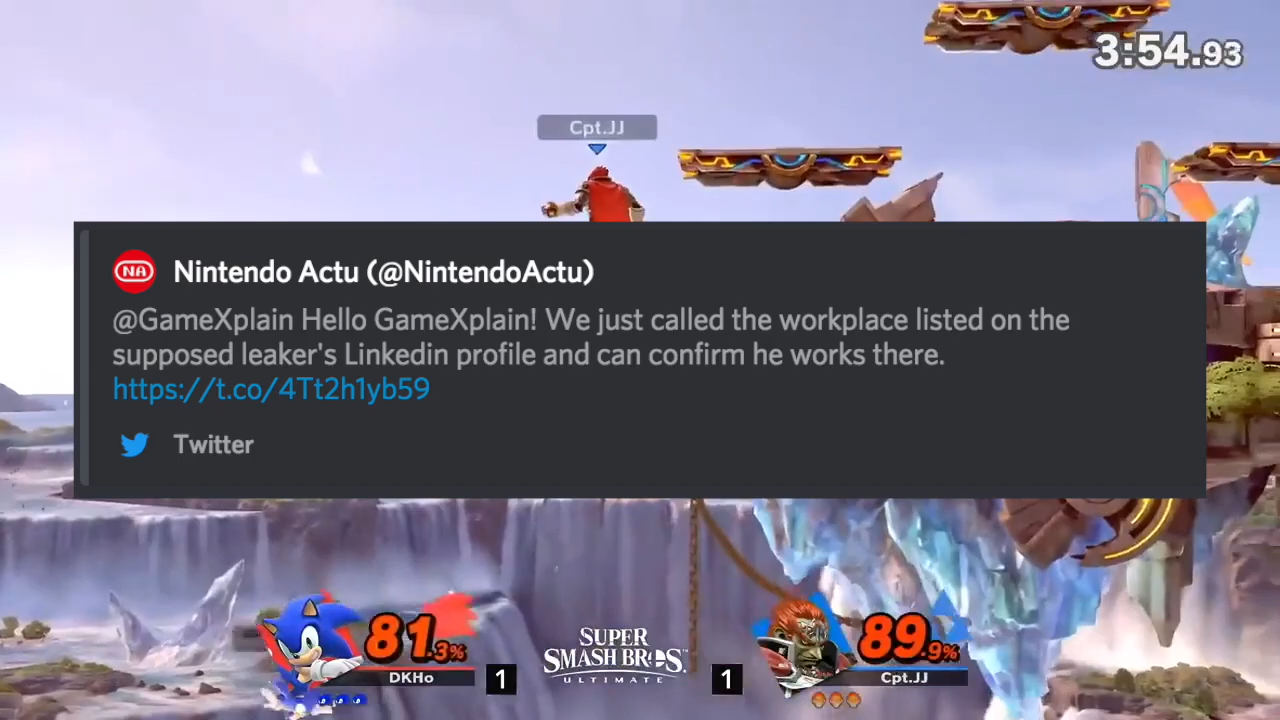 3:54.93
Cpt.JJ
NA
Nintendo Actu (@NintendoActu)
@GameXplain Hello GameXplain! We just called the workplace listed on the
supposed leaker's Linkedin profile and can confirm he works there.
https://t.co/4Tt2h1yb59
Twitter
81.3%
DKHo
1
SUPER
SMASH BROS.™
ULTIMATE
1
89.9%
Cpt.JJ